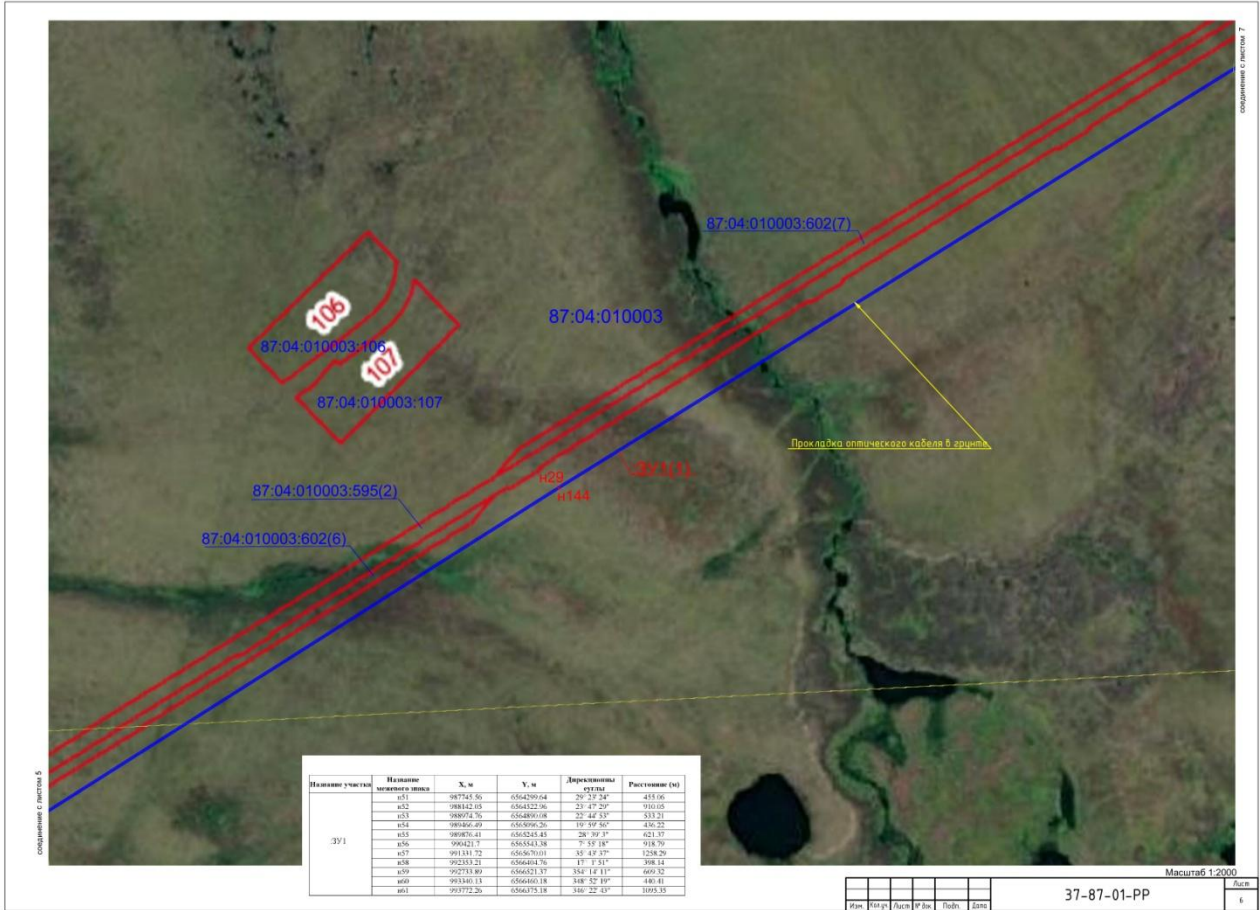 соединение с листом 7
87:04:010003:602(7)
106
87:04:010003
87:04:010003:106
107
87:04:010003:107
Прокладка оптического кабеля в грунте
:ЗУ1(1)
н29
87:04:010003:595(2)
н144
87:04:010003:602(6)
соединение с листом 5
Название участка Название межевого знака X, м Y, м Дирекционны еуглы Расстояние (м)
:ЗУ1
н51 987745.56 6564299.64 29° 23' 24" 455.06
н52 988142.05 6564522.96 23° 47' 29" 910.05
н53 988974.76 6564890.08 22° 44' 53" 533.21
н54 989466.49 6565096.26 19° 59' 56" 436.22
н55 989876.41 6565245.45 28° 39' 3" 621.37
н56 990421.7 6565543.38 7° 55' 18" 918.79
н57 991331.72 6565670.01 35° 43' 37" 1258.29
н58 992353.21 6566404.76 17° 1' 51" 398.14
н59 992733.89 6566521.37 354° 14' 11" 609.32
н60 993340.13 6566460.18 348° 52' 19" 440.41
н61 993772.26 6566375.18 346° 22' 43" 1095.35
Масштаб 1:2000
37-87-01-РР
Лист
6
Изм. Кол.уч. Лист № док. Подп. Дата